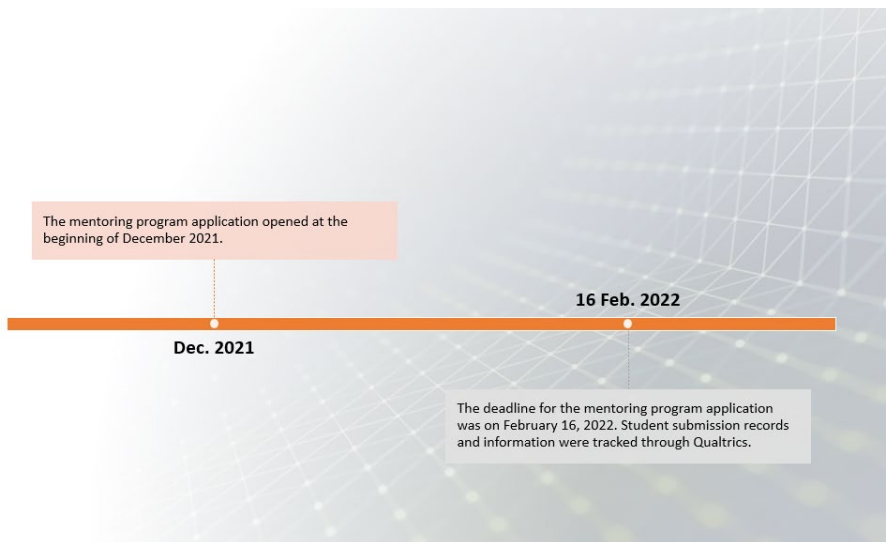 The mentoring program application opened at the
beginning of December 2021.
16 Feb. 2022
Dec. 2021
The deadline for the mentoring program application
was on February 16, 2022. Student submission records
and information were tracked through Qualtrics.